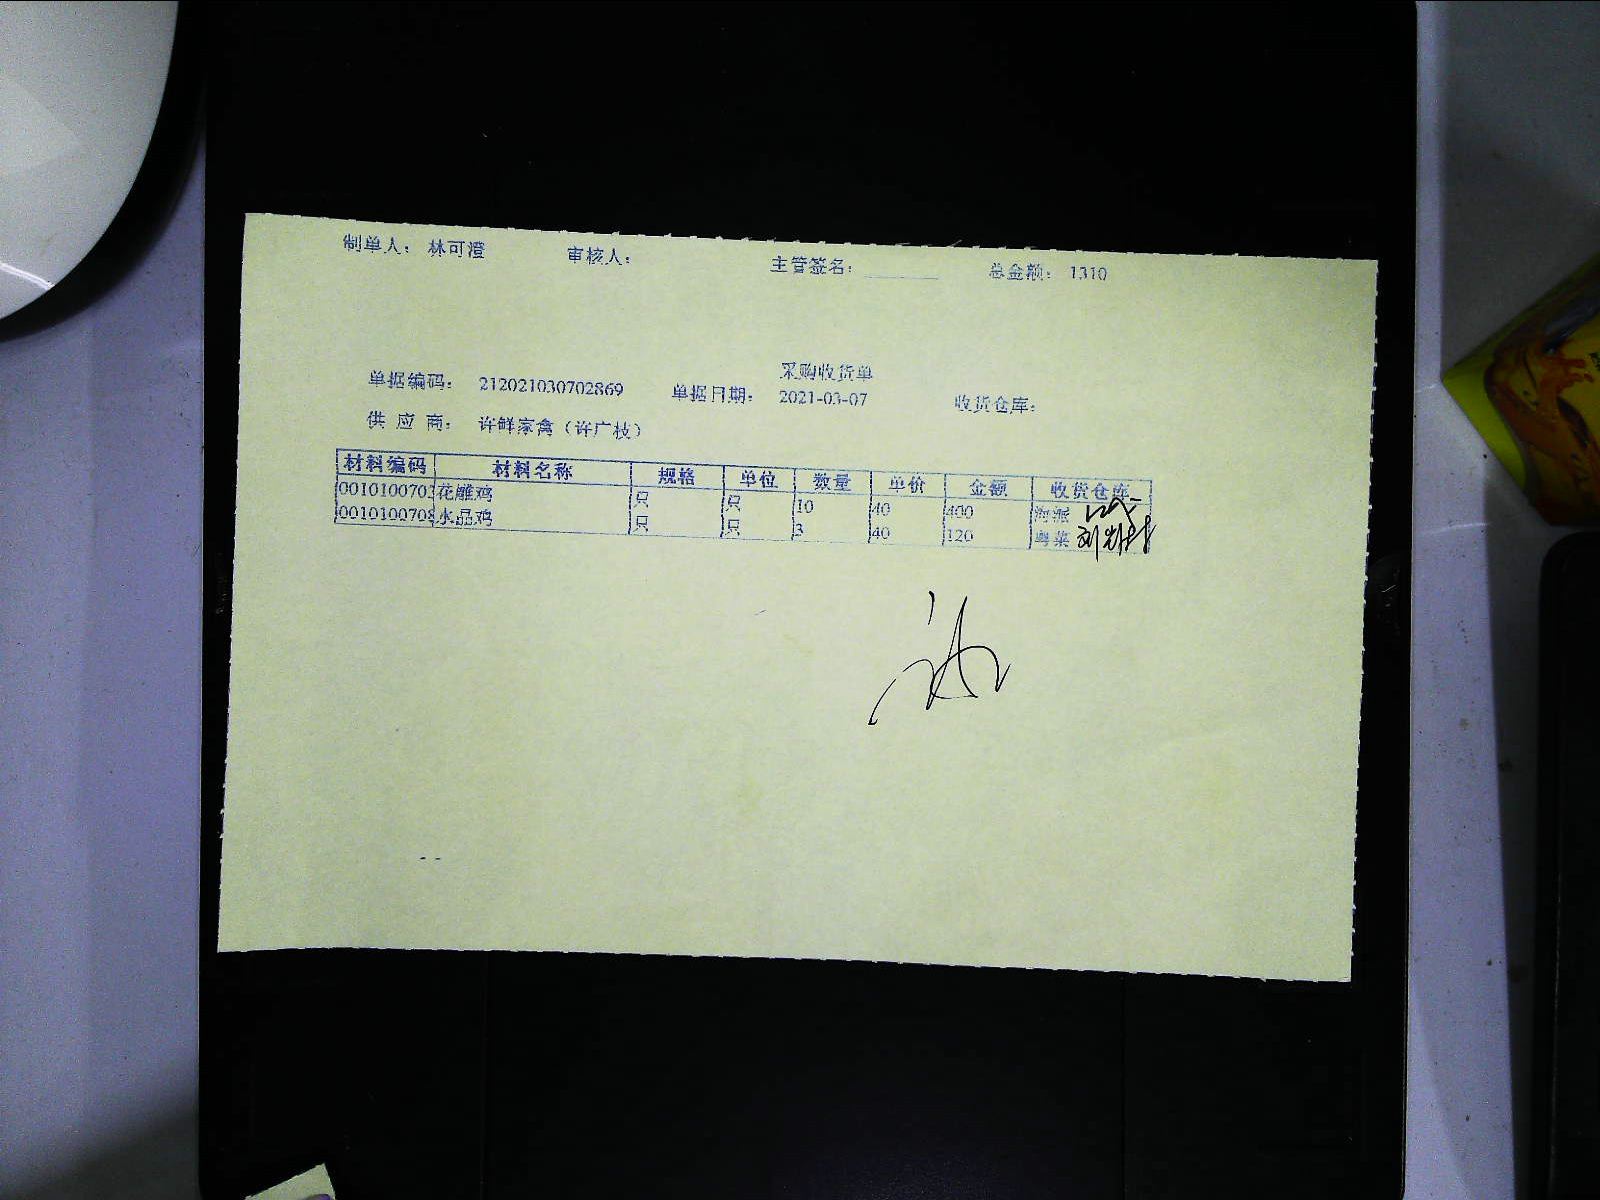 制单人： 林可澄 审核人： 主管签名：________ 总金额： 1310
采购收货单
单据编码： 212021030702869 单据日期： 2021-03-07 收货仓库：
供 应 商： 许鲜家禽（许广枝）
材料编码 材料名称 规格 单位 数量 单价 金额 收货仓库
0010100703 花雕鸡 只 只 10 40 400 海派
0010100708 水晶鸡 只 只 3 40 120 粤菜